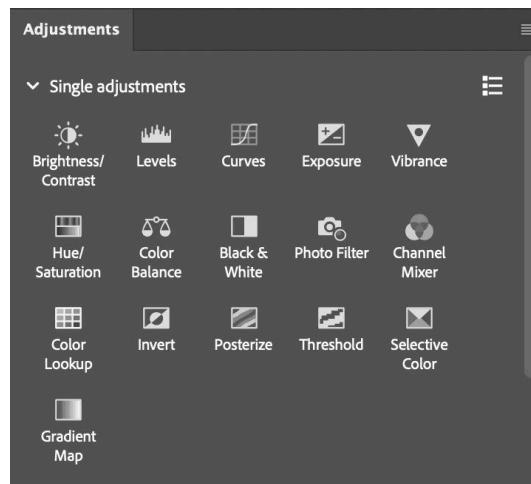 Adjustments
Single adjustments
Brightness/
Contrast
Levels
Curves
Exposure
Vibrance
Hue/
Saturation
Color
Balance
Black &
White
Photo Filter
Channel
Mixer
Color
Lookup
Invert
Posterize
Threshold
Selective
Color
Gradient
Map